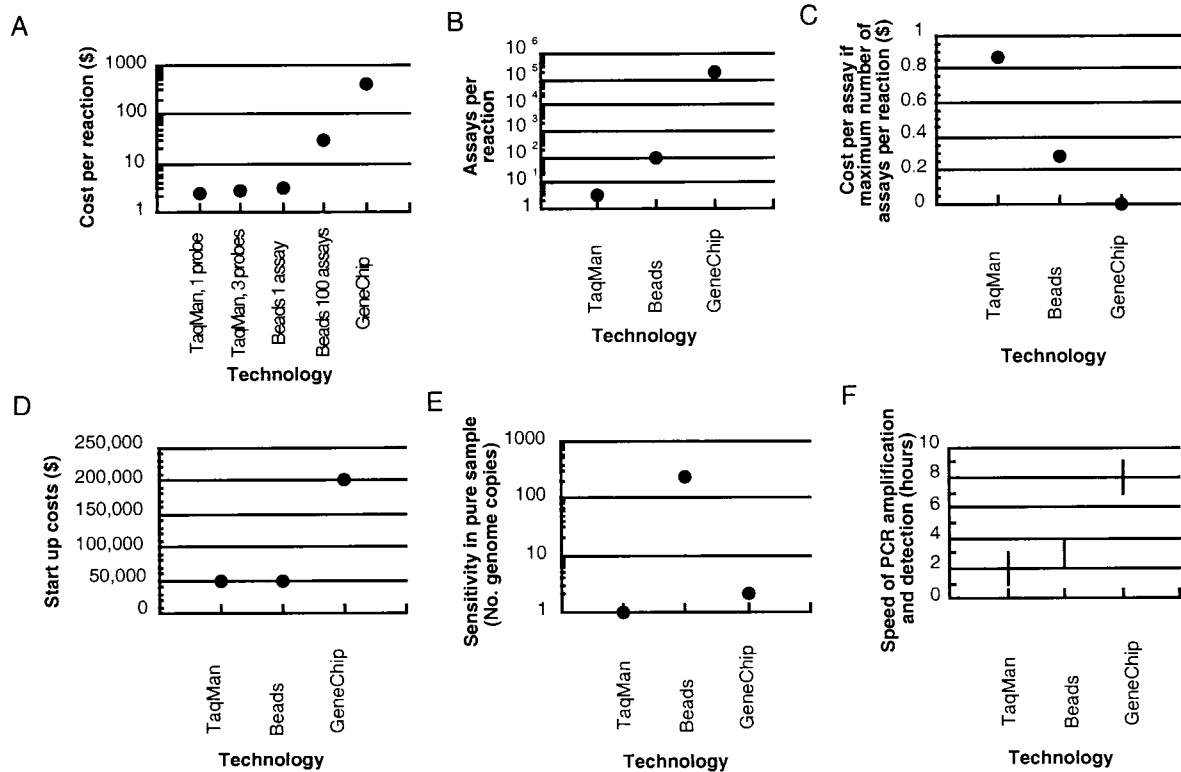 A
Cost per reaction ($)
1000
100
10
1
TaqMan, 1 probe
TaqMan, 3 probes
Beads 1 assay
Beads 100 assays
GeneChip
Technology
B
Assays per
reaction
10 6
10 5
10 4
10 3
10 2
10 1
1
TaqMan
Beads
GeneChip
Technology
C
Cost per assay if
maximum number of
assays per reaction ($)
1
0.8
0.6
0.4
0.2
0
TaqMan
Beads
GeneChip
Technology
D
Start up costs ($)
250,000
200,000
150,000
100,000
50,000
0
TaqMan
Beads
GeneChip
Technology
E
Sensitivity in pure sample
(No. genome copies)
1000
100
10
1
TaqMan
Beads
GeneChip
Technology
F
Speed of PCR amplification
and detection (hours)
10
8
6
4
2
0
TaqMan
Beads
GeneChip
Technology